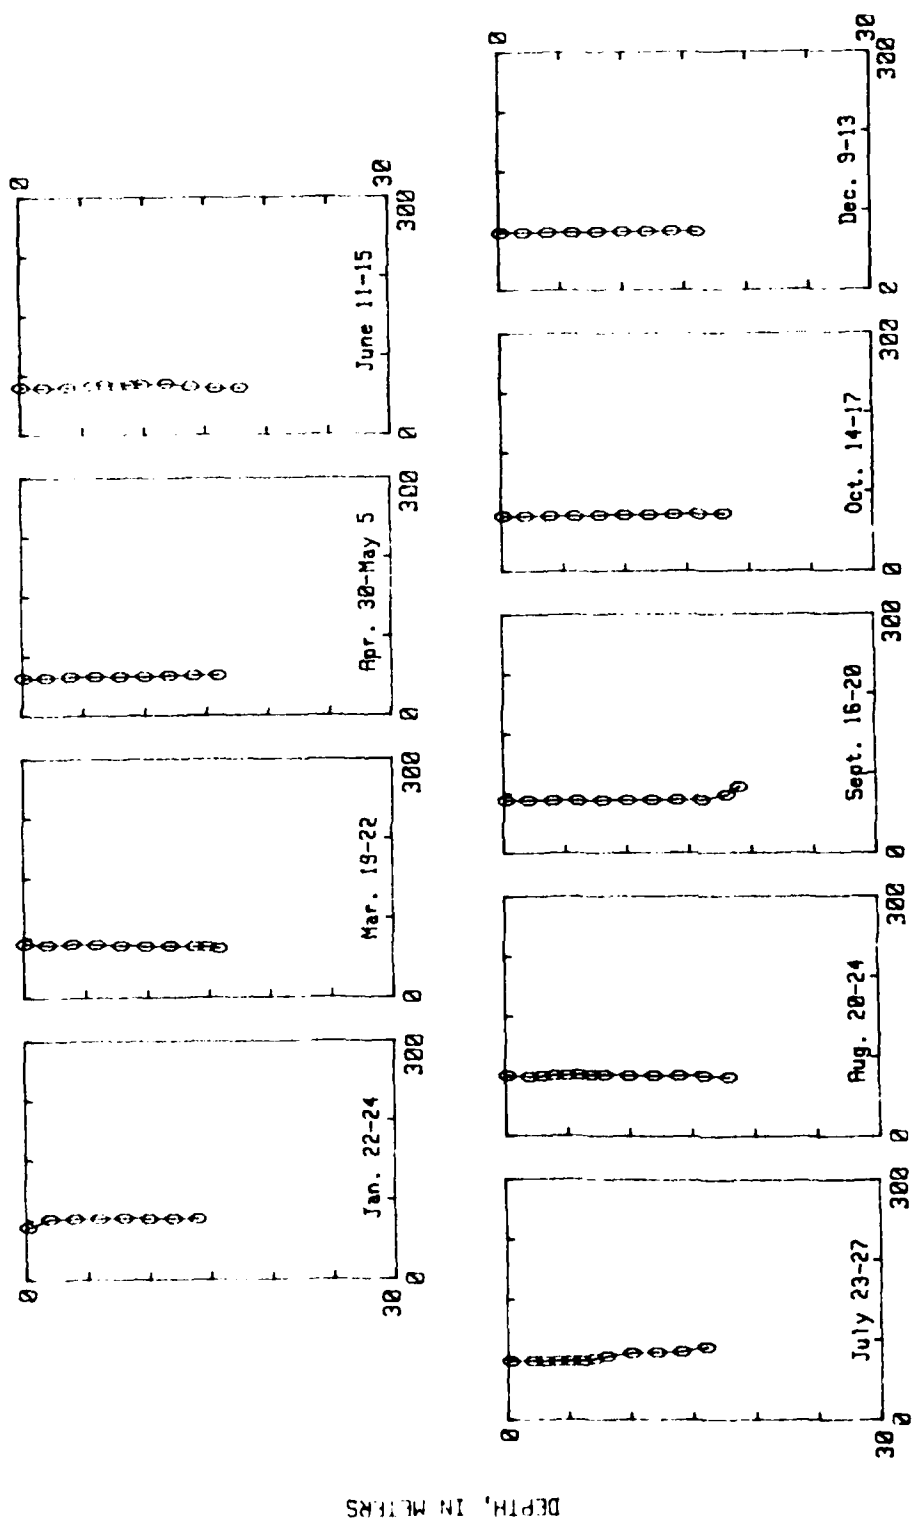 DEPTH, IN METERS
0 0
Jan. 22-24 Mar. 19-22 Apr. 30-May 5 June 11-15
30 30
0 300 0 300 0 300 0 300
0 0
July 23-27 Aug. 20-24 Sept. 16-20 Oct. 14-17 Dec. 9-13
30 30
0 300 0 300 0 300 0 300 0 300